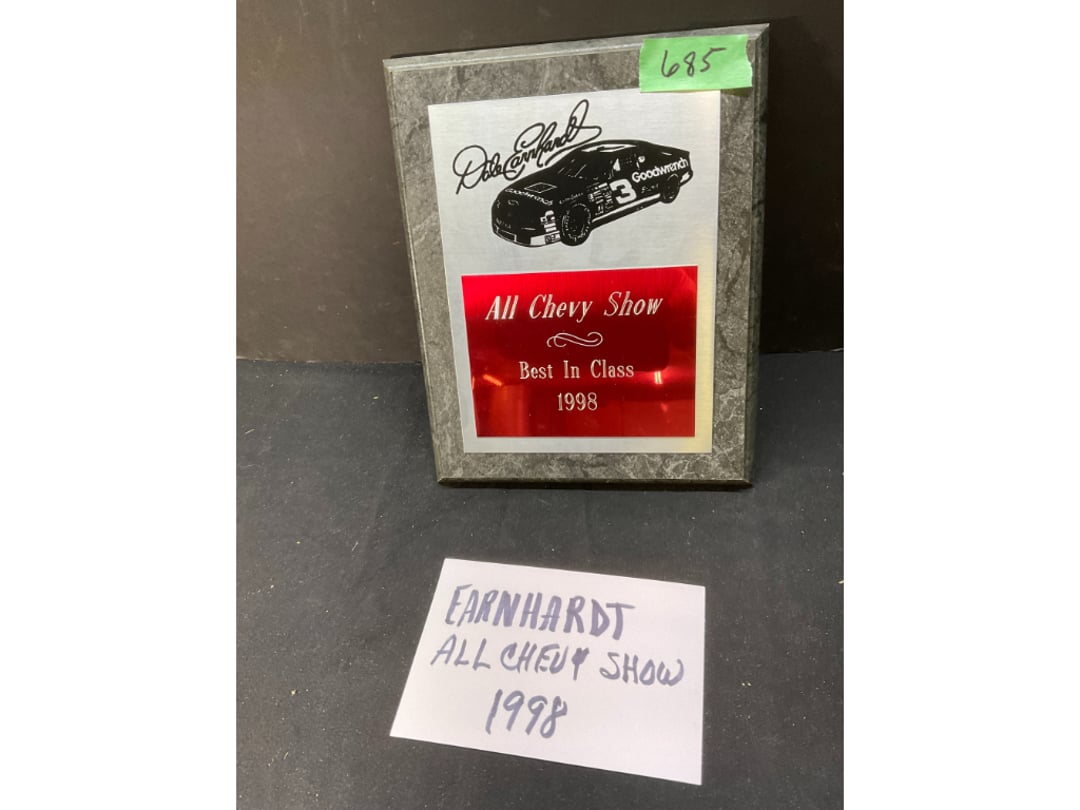 685
Dale Earnhardt
Goodwrench
3
All Chevy Show
Best In Class
1998
EARNHARDT
ALL CHEVY SHOW
1998